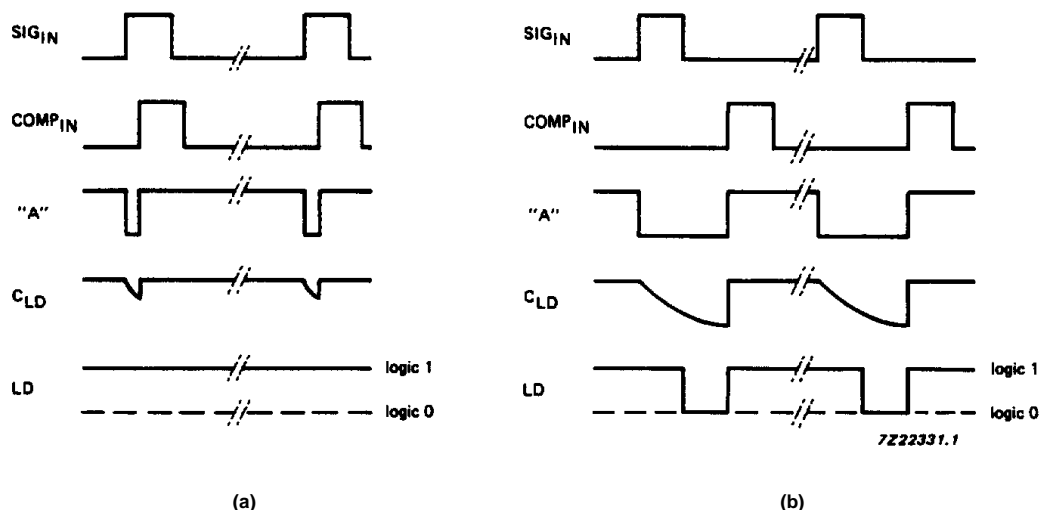 SIGIN
COMPIN
"A"
CLD
LD
logic 1
logic 0
(a)
SIGIN
COMPIN
"A"
CLD
LD
logic 1
logic 0
7Z22331.1
(b)